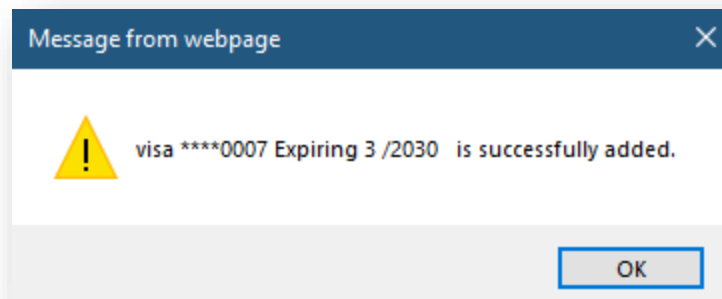 Message from webpage
visa ****0007 Expiring 3 /2030   is successfully added.
OK